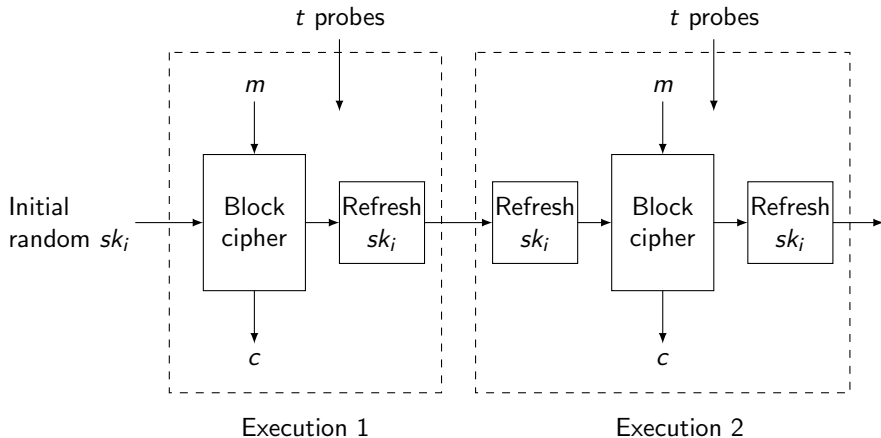 t probes
t probes
m
m
Initial
random sk_i
Block
cipher
Refresh
sk_i
Refresh
sk_i
Block
cipher
Refresh
sk_i
c
c
Execution 1
Execution 2